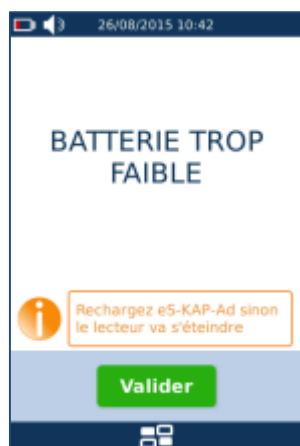 26/08/2015 10:42
BATTERIE TROP
FAIBLE
Rechargez eS-KAP-Ad sinon
le lecteur va s'éteindre
Valider